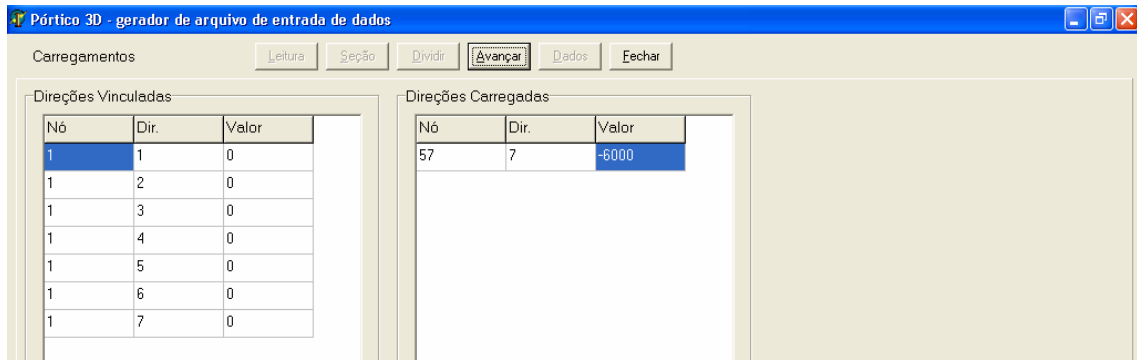 Pórtico 3D - gerador de arquivo de entrada de dados
Carregamentos Leitura Seção Dividir Avançar Dados Fechar
Direções Vinculadas Direções Carregadas
Nó Dir. Valor Nó Dir. Valor
1 1 0 57 7 -6000
1 2 0
1 3 0
1 4 0
1 5 0
1 6 0
1 7 0